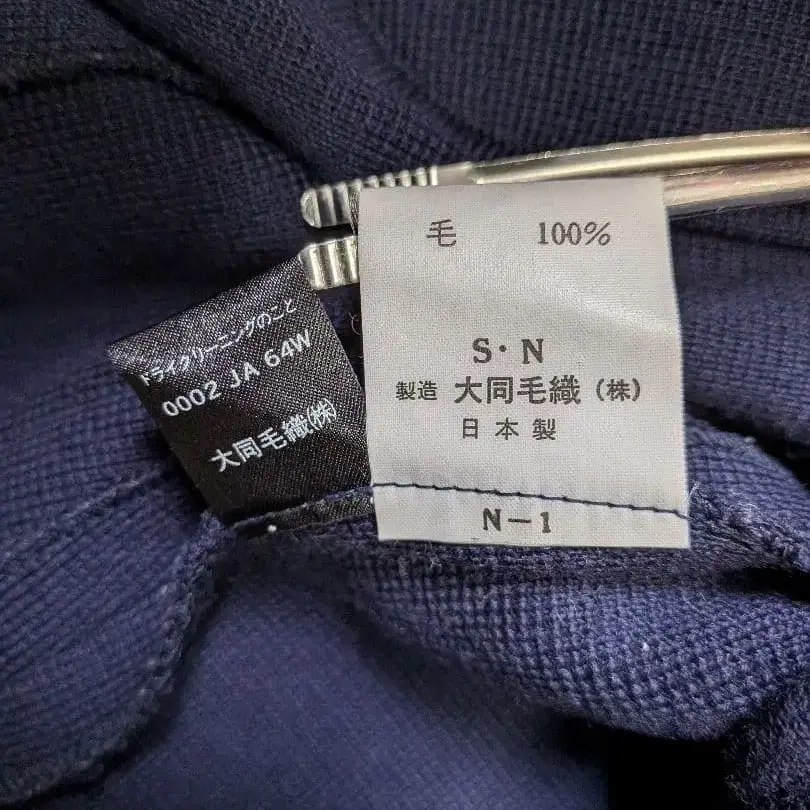 ドライクリーニングのこと
0002 JA 64W
大同毛織(株)
毛 100%
S・N
製造 大同毛織(株)
日本製
N-1